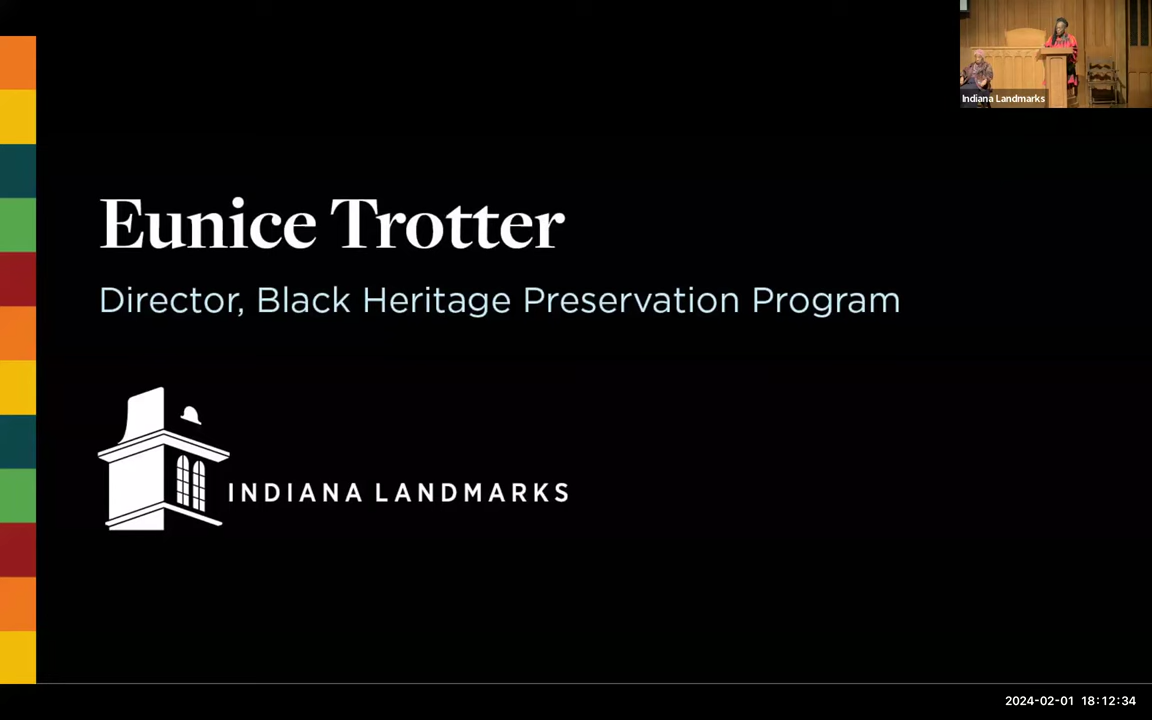 Indiana Landmarks
Eunice Trotter
Director, Black Heritage Preservation Program
INDIANA LANDMARKS
2024-02-01 18:12:34